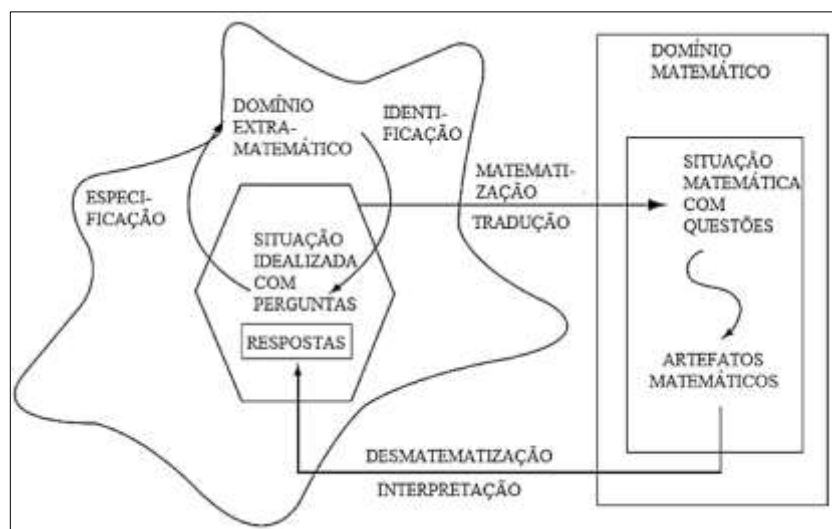 DOMÍNIO
EXTRA-
MATEMÁTICO
IDENTI-
FICAÇÃO
ESPECI-
FICAÇÃO
SITUAÇÃO
IDEALIZADA
COM
PERGUNTAS
RESPOSTAS
MATEMATI-
ZAÇÃO
TRADUÇÃO
DOMÍNIO
MATEMÁTICO
SITUAÇÃO
MATEMÁTICA
COM
QUESTÕES
ARTEFATOS
MATEMÁTICOS
DESMATEMATIZAÇÃO
INTERPRETAÇÃO